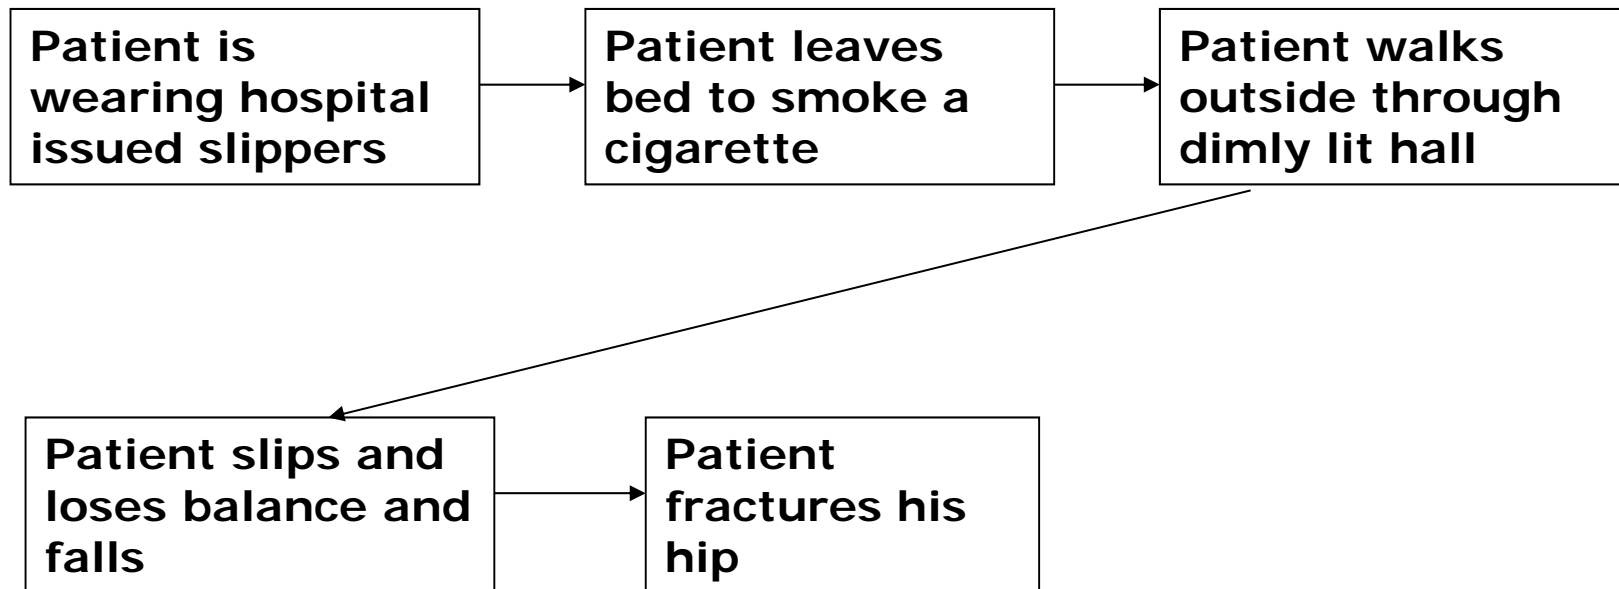 Patient is
wearing hospital
issued slippers
Patient leaves
bed to smoke a
cigarette
Patient walks
outside through
dimly lit hall
Patient slips and
loses balance and
falls
Patient
fractures his
hip